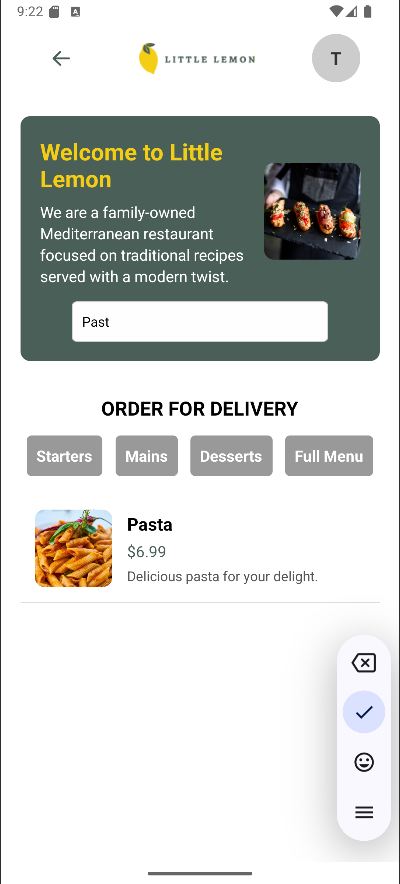 9:22 A
LITTLE LEMON T
Welcome to Little
Lemon
We are a family-owned
Mediterranean restaurant
focused on traditional recipes
served with a modern twist.
Past
ORDER FOR DELIVERY
Starters Mains Desserts Full Menu
Pasta
$6.99
Delicious pasta for your delight.